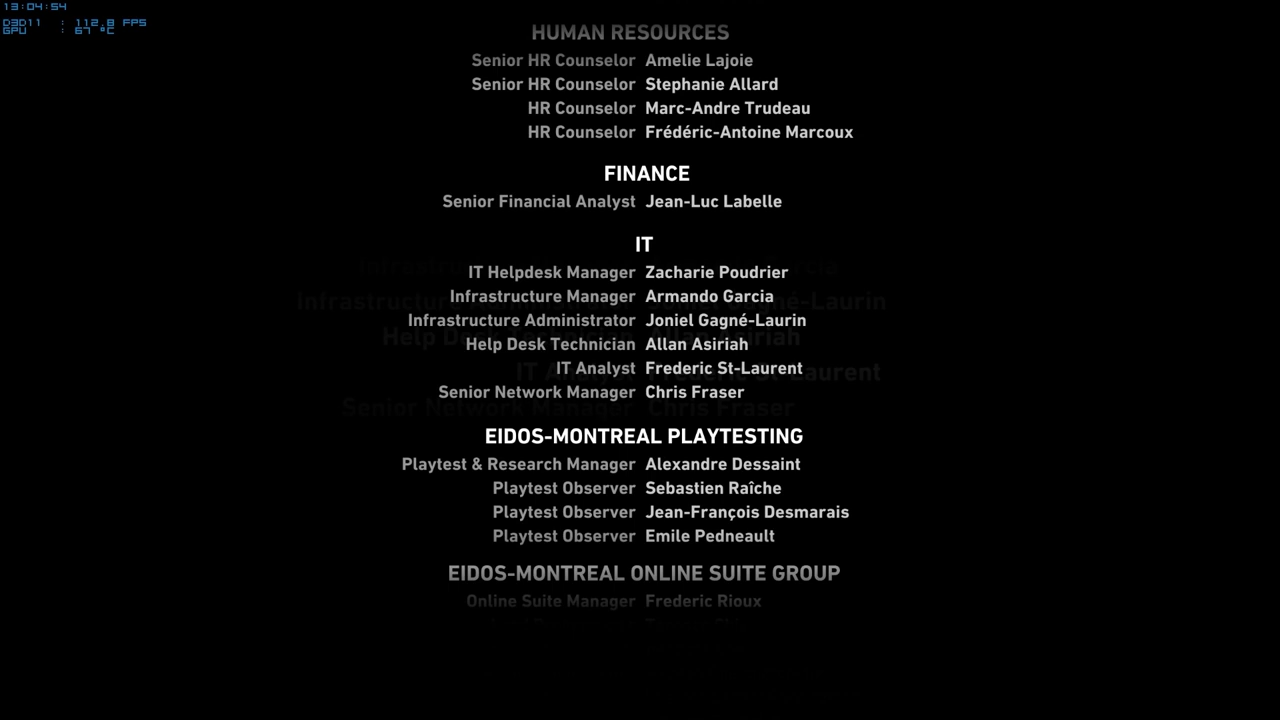 13:04:54
D3D11 : 112.8 FPS
GPU : 67 °C
HUMAN RESOURCES
Senior HR Counselor Amelie Lajoie
Senior HR Counselor Stephanie Allard
HR Counselor Marc-Andre Trudeau
HR Counselor Frédéric-Antoine Marcoux
FINANCE
Senior Financial Analyst Jean-Luc Labelle
IT
IT Helpdesk Manager Zacharie Poudrier
Infrastructure Manager Armando Garcia
Infrastructure Administrator Joniel Gagné-Laurin
Help Desk Technician Allan Asiriah
IT Analyst Frederic St-Laurent
Senior Network Manager Chris Fraser
EIDOS-MONTREAL PLAYTESTING
Playtest & Research Manager Alexandre Dessaint
Playtest Observer Sebastien Raîche
Playtest Observer Jean-François Desmarais
Playtest Observer Emile Pedneault
EIDOS-MONTREAL ONLINE SUITE GROUP
Online Suite Manager Frederic Rioux